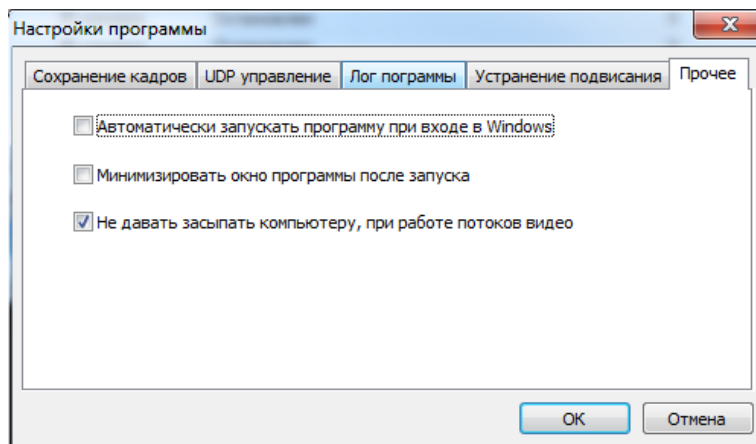 Настройки программы
Сохранение кадров UDP управление Лог пограммы Устранение подвисания Прочее
Автоматически запускать программу при входе в Windows
Минимизировать окно программы после запуска
Не давать засыпать компьютеру, при работе потоков видео
OK Отмена